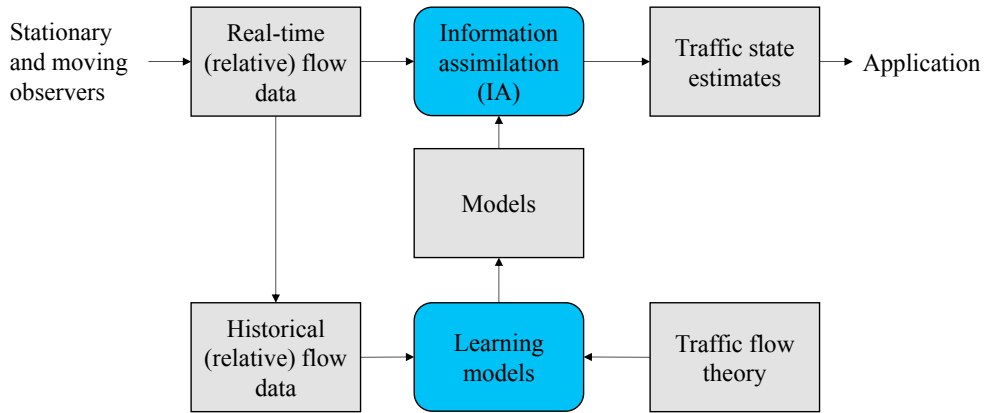 Stationary
and moving
observers
Real-time
(relative) flow
data
Information
assimilation
(IA)
Traffic state
estimates
Application
Models
Historical
(relative) flow
data
Learning
models
Traffic flow
theory